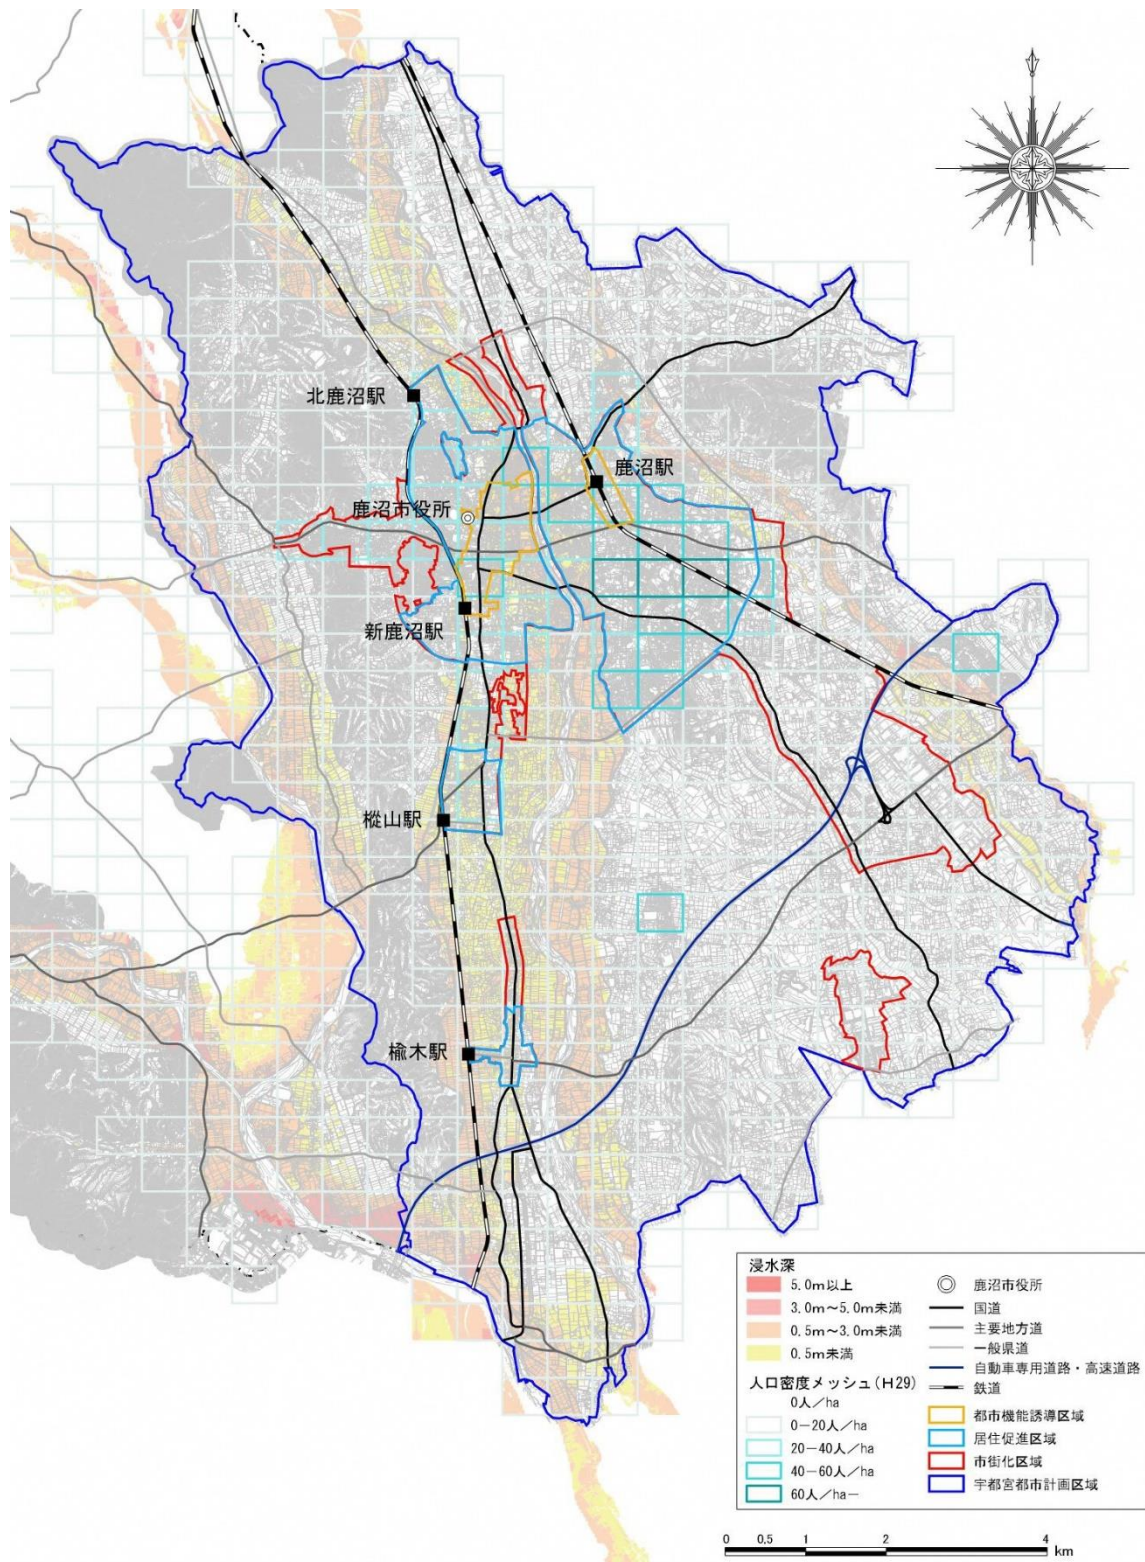 北鹿沼駅
鹿沼駅
鹿沼市役所
新鹿沼駅
樅山駅
楡木駅
浸水深
5.0m以上
3.0m～5.0m未満
0.5m～3.0m未満
0.5m未満
人口密度メッシュ(H29)
0人/ha
0－20人/ha
20－40人/ha
40－60人/ha
60人/ha－
鹿沼市役所
国道
主要地方道
一般県道
自動車専用道路・高速道路
鉄道
都市機能誘導区域
居住促進区域
市街化区域
宇都宮都市計画区域
0 0.5 1 2 4
km